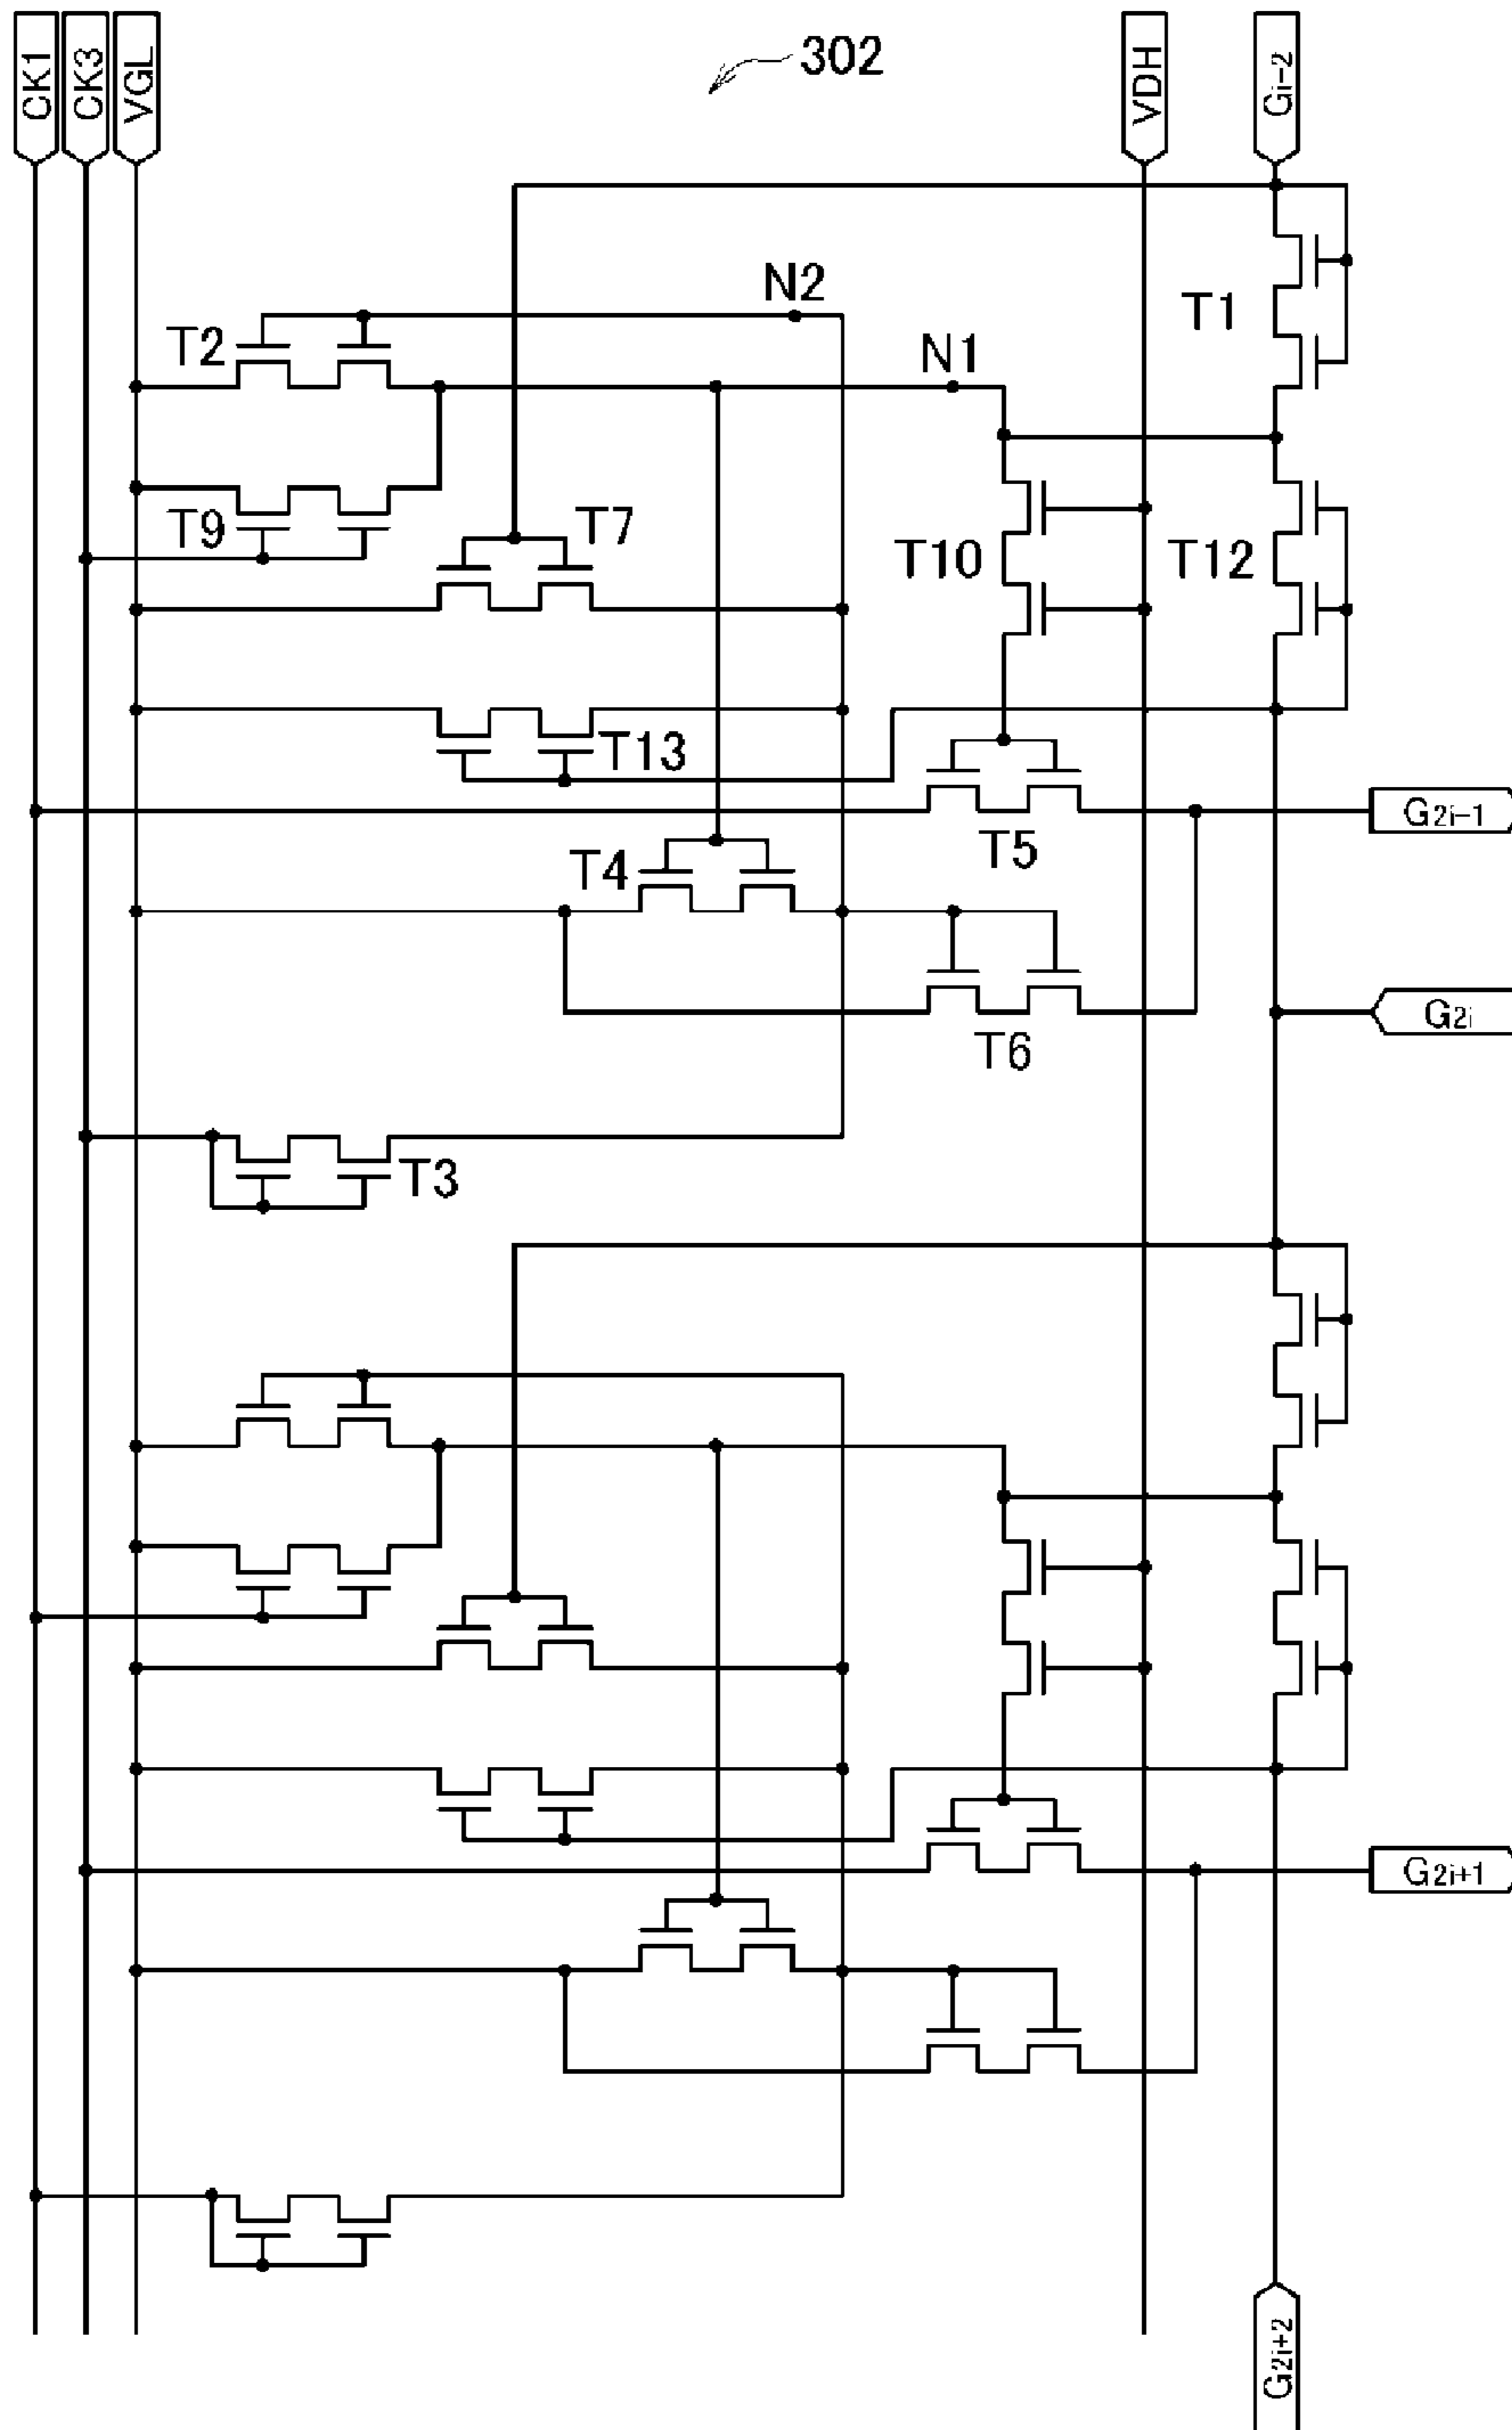 CK1
CK3
VGL
302
VDH
Gi-2
N2
T1
T2
N1
T9
T7
T10
T12
T13
G2i-1
T5
T4
G2i
T6
T3
G2i+1
G2i+2